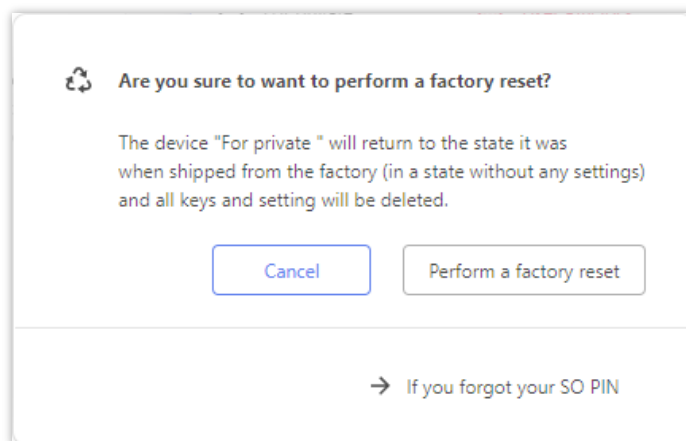 Are you sure to want to perform a factory reset?
The device "For private " will return to the state it was
when shipped from the factory (in a state without any settings)
and all keys and setting will be deleted.
Cancel
Perform a factory reset
If you forgot your SO PIN